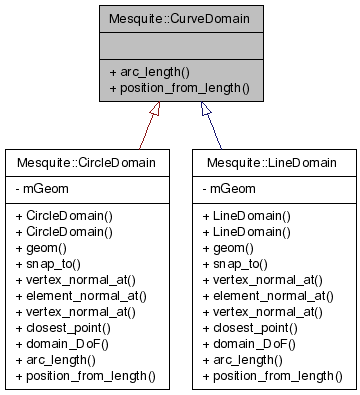 Mesquite::CurveDomain
+ arc_length()
+ position_from_length()
Mesquite::CircleDomain
- mGeom
+ CircleDomain()
+ CircleDomain()
+ geom()
+ snap_to()
+ vertex_normal_at()
+ element_normal_at()
+ vertex_normal_at()
+ closest_point()
+ domain_DoF()
+ arc_length()
+ position_from_length()
Mesquite::LineDomain
- mGeom
+ LineDomain()
+ LineDomain()
+ geom()
+ snap_to()
+ vertex_normal_at()
+ element_normal_at()
+ vertex_normal_at()
+ closest_point()
+ domain_DoF()
+ arc_length()
+ position_from_length()